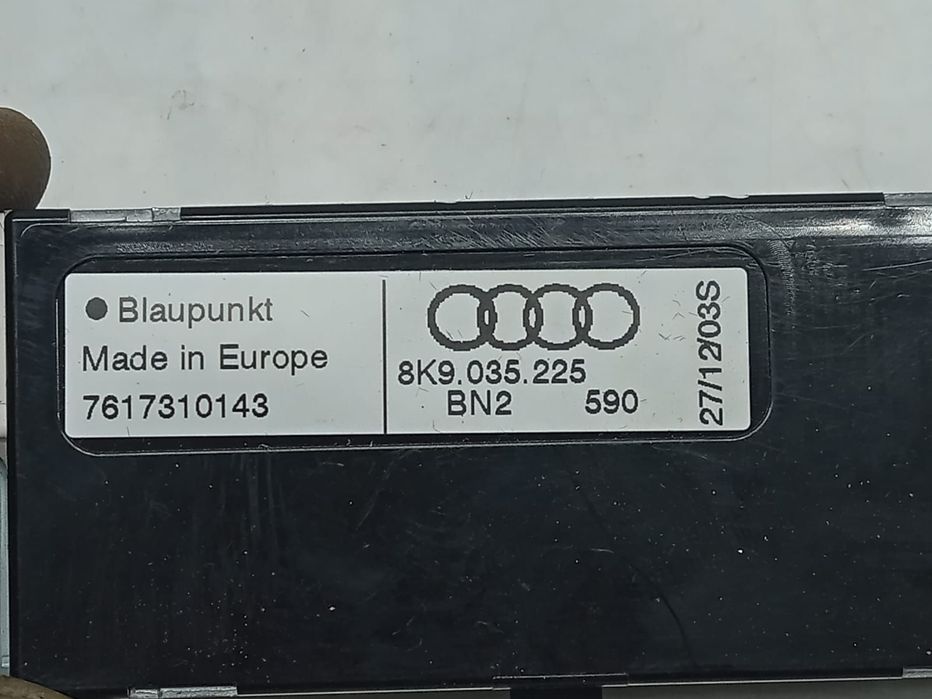 Blaupunkt
Made in Europe
7617310143
8K9.035.225
BN2 590
27/12/03S